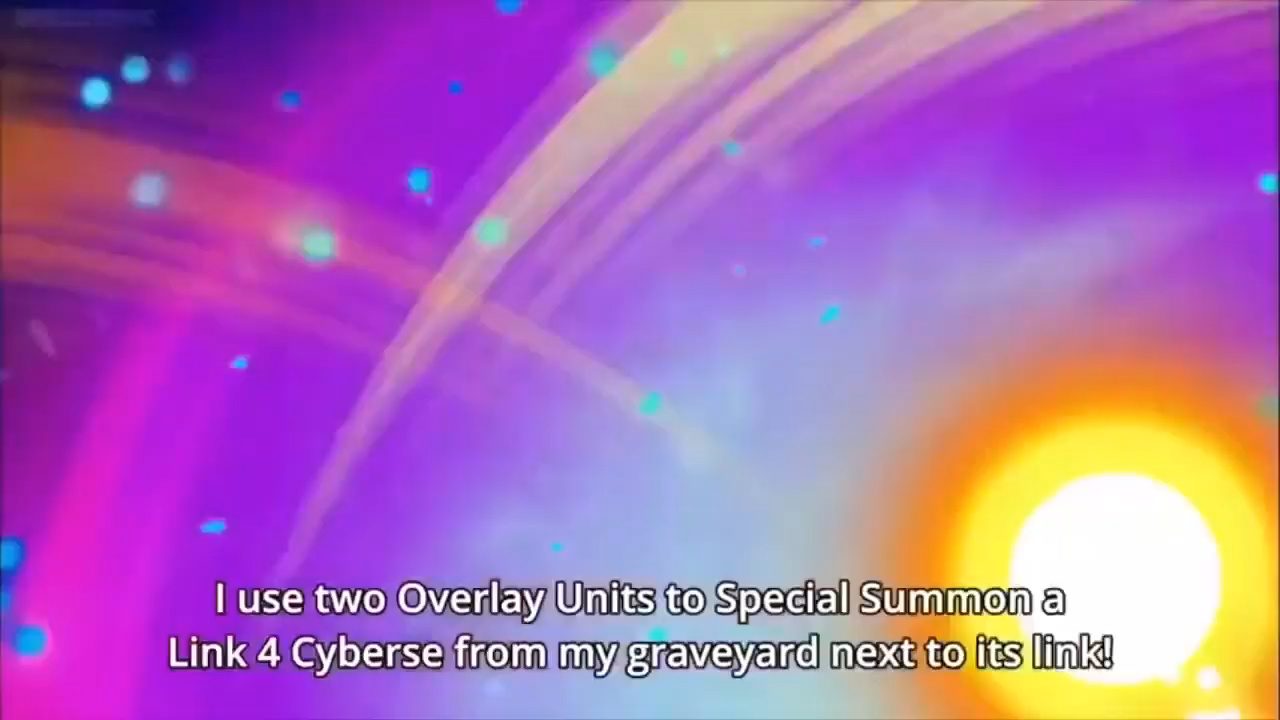 I use two Overlay Units to Special Summon a
Link 4 Cyberse from my graveyard next to its link!